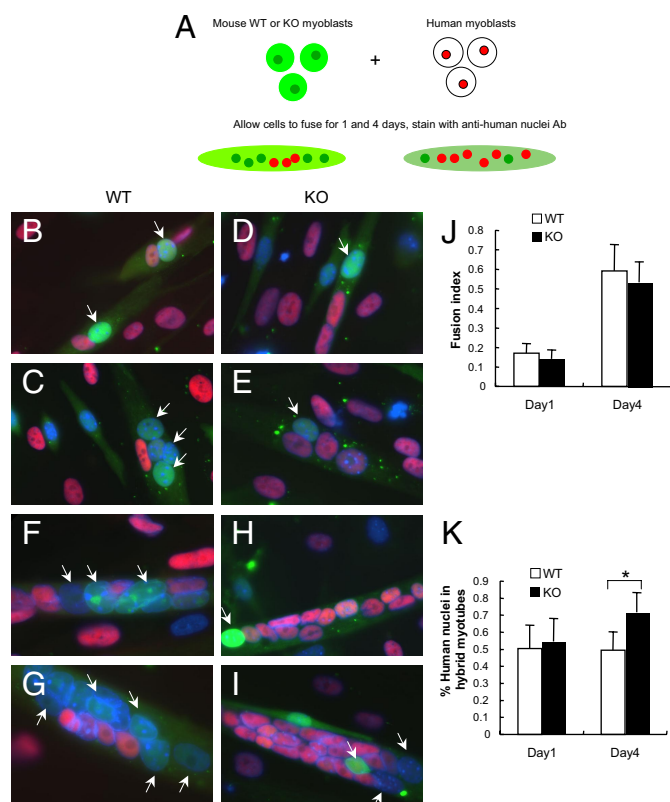 A
Mouse WT or KO myoblasts
+
Human myoblasts
Allow cells to fuse for 1 and 4 days, stain with anti-human nuclei Ab
WT
KO
B
D
C
E
F
H
G
I
J
WT
KO
Fusion index
0.8
0.7
0.6
0.5
0.4
0.3
0.2
0.1
0
Day1
Day4
K
WT
KO
*
% Human nuclei in
hybrid myotubes
0.9
0.8
0.7
0.6
0.5
0.4
0.3
0.2
0.1
0
Day1
Day4